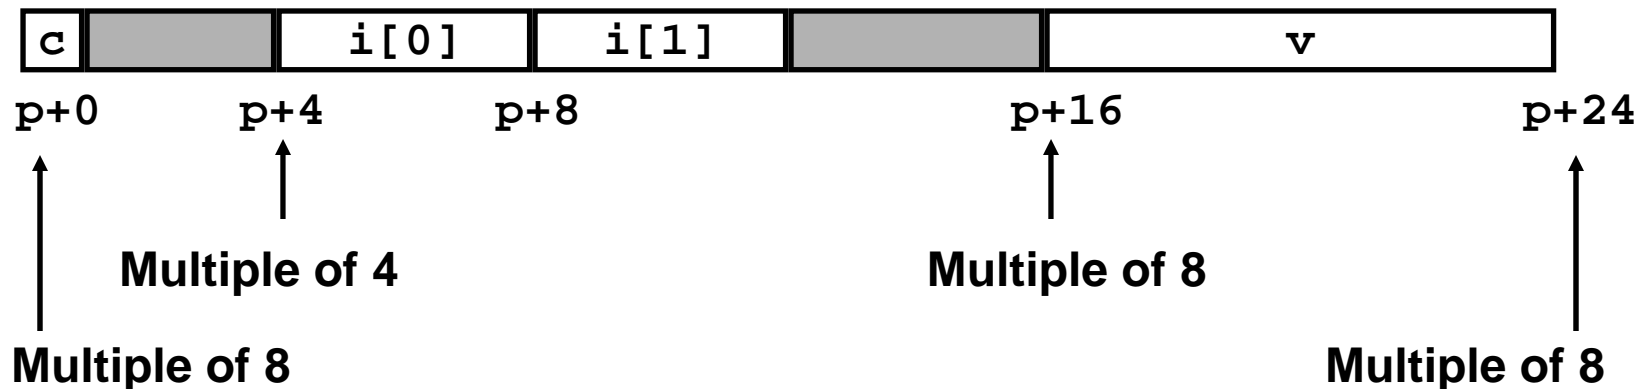 c i[0] i[1] v
p+0 p+4 p+8 p+16 p+24
Multiple of 4 Multiple of 8
Multiple of 8 Multiple of 8